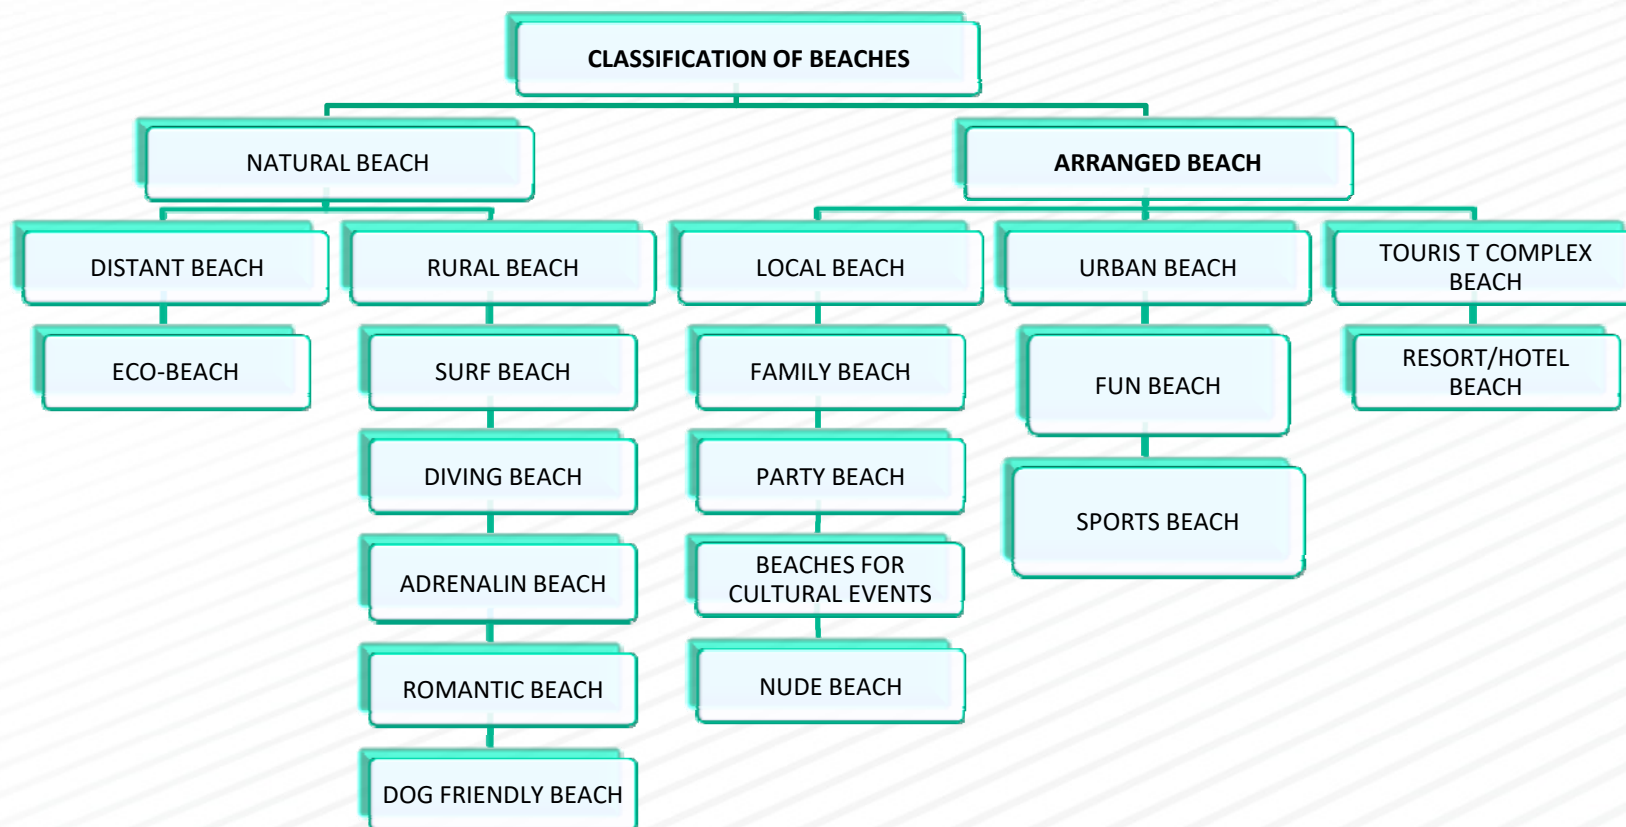 CLASSIFICATION OF BEACHES
NATURAL BEACH
ARRANGED BEACH
DISTANT BEACH
RURAL BEACH
LOCAL BEACH
URBAN BEACH
TOURIS T COMPLEX
BEACH
ECO-BEACH
SURF BEACH
FAMILY BEACH
FUN BEACH
RESORT/HOTEL
BEACH
DIVING BEACH
PARTY BEACH
SPORTS BEACH
ADRENALIN BEACH
BEACHES FOR
CULTURAL EVENTS
ROMANTIC BEACH
NUDE BEACH
DOG FRIENDLY BEACH